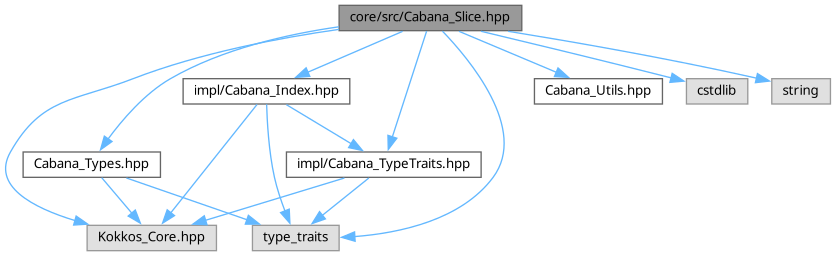 core/src/Cabana_Slice.hpp
impl/Cabana_Index.hpp
Cabana_Utils.hpp
cstdlib
string
Cabana_Types.hpp
impl/Cabana_TypeTraits.hpp
Kokkos_Core.hpp
type_traits